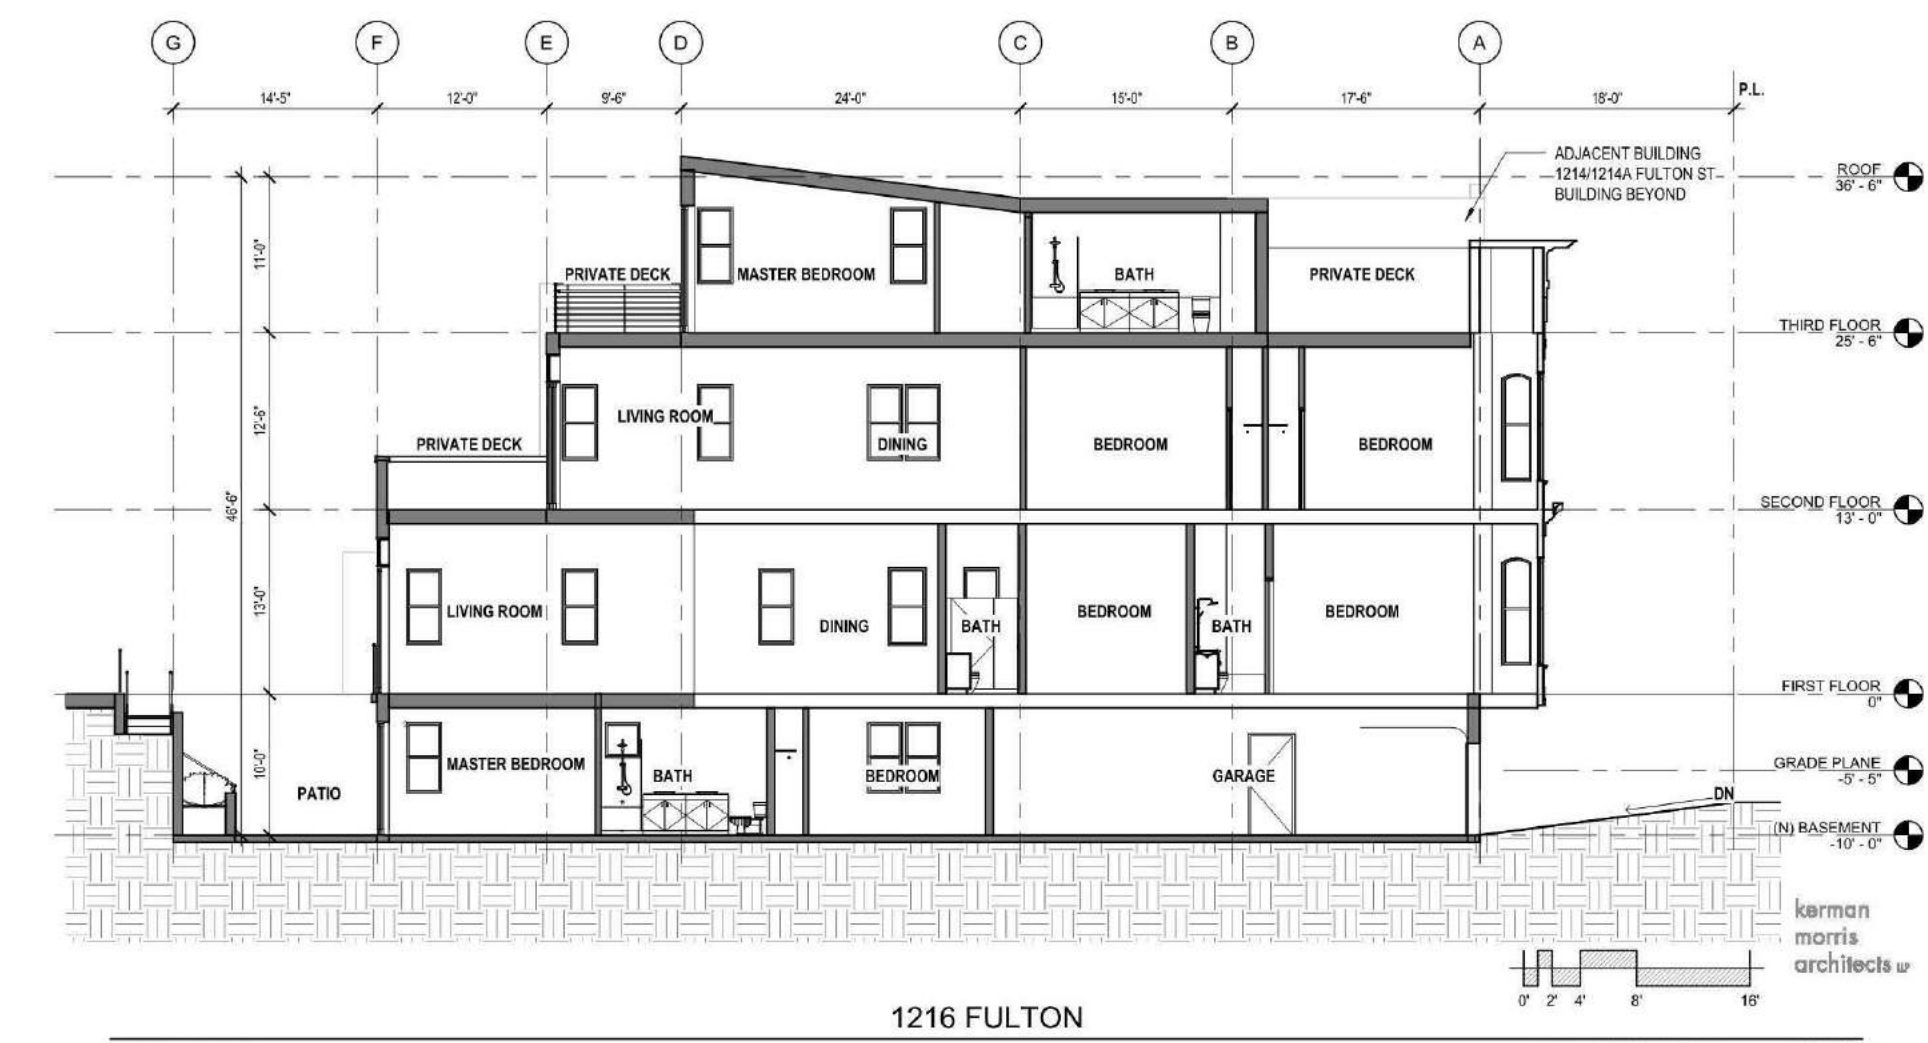 G F E D C B A
14'-5" 12'-0" 9'-6" 24'-0" 15'-0" 17'-6" 18'-0" P.L.
ADJACENT BUILDING
1214/1214A FULTON ST
BUILDING BEYOND
ROOF
36' - 6"
11'-0"
PRIVATE DECK MASTER BEDROOM BATH PRIVATE DECK
THIRD FLOOR
25' - 6"
12'-6"
LIVING ROOM
PRIVATE DECK DINING BEDROOM BEDROOM
46'-6"
SECOND FLOOR
13' - 0"
13'-0"
LIVING ROOM BEDROOM BEDROOM
DINING BATH BATH
FIRST FLOOR
0"
10'-0"
MASTER BEDROOM BATH BEDROOM GARAGE
GRADE PLANE
-5' - 5"
PATIO DN
(N) BASEMENT
-10' - 0"
kerman
morris
architects LLP
0' 2' 4' 8' 16'
1216 FULTON